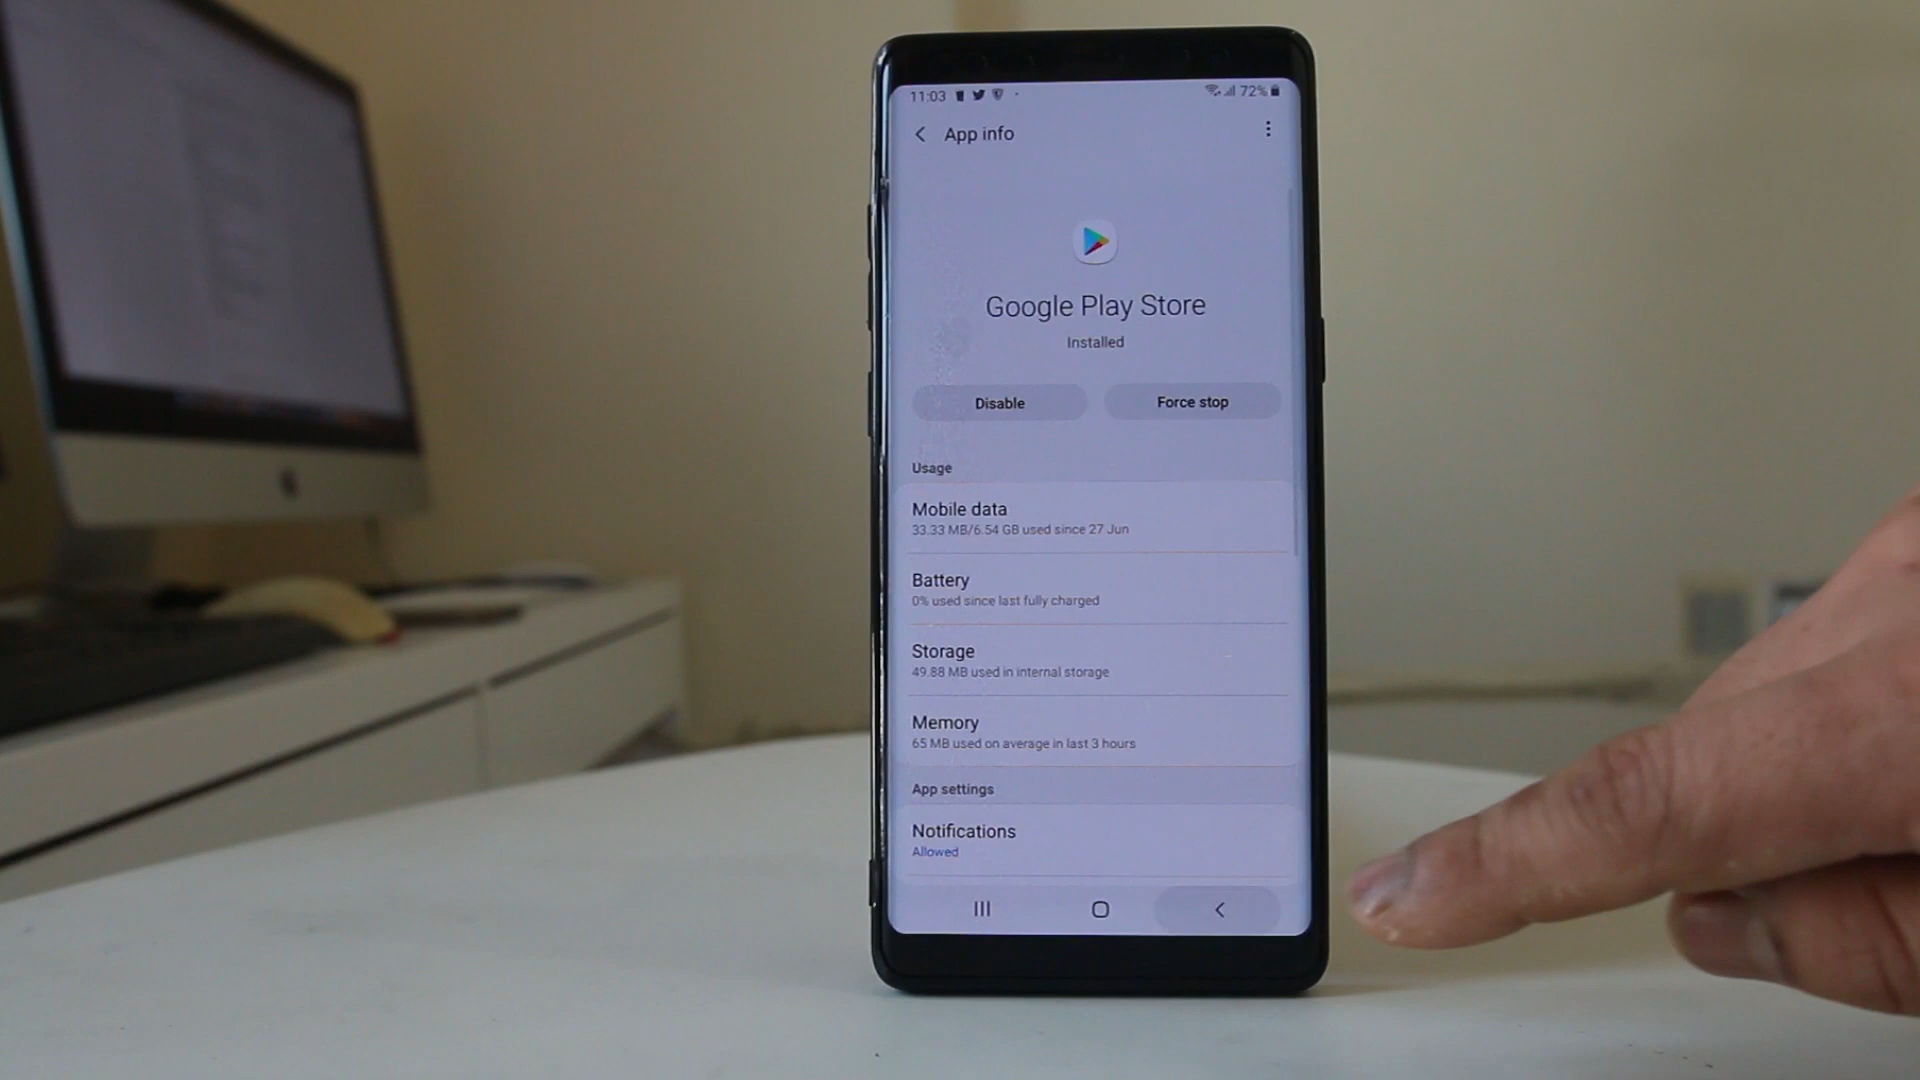 11:03
72%
App info
Google Play Store
Installed
Disable
Force stop
Usage
Mobile data
33.33 MB/6.54 GB used since 27 Jun
Battery
0% used since last fully charged
Storage
49.88 MB used in internal storage
Memory
65 MB used on average in last 3 hours
App settings
Notifications
Allowed